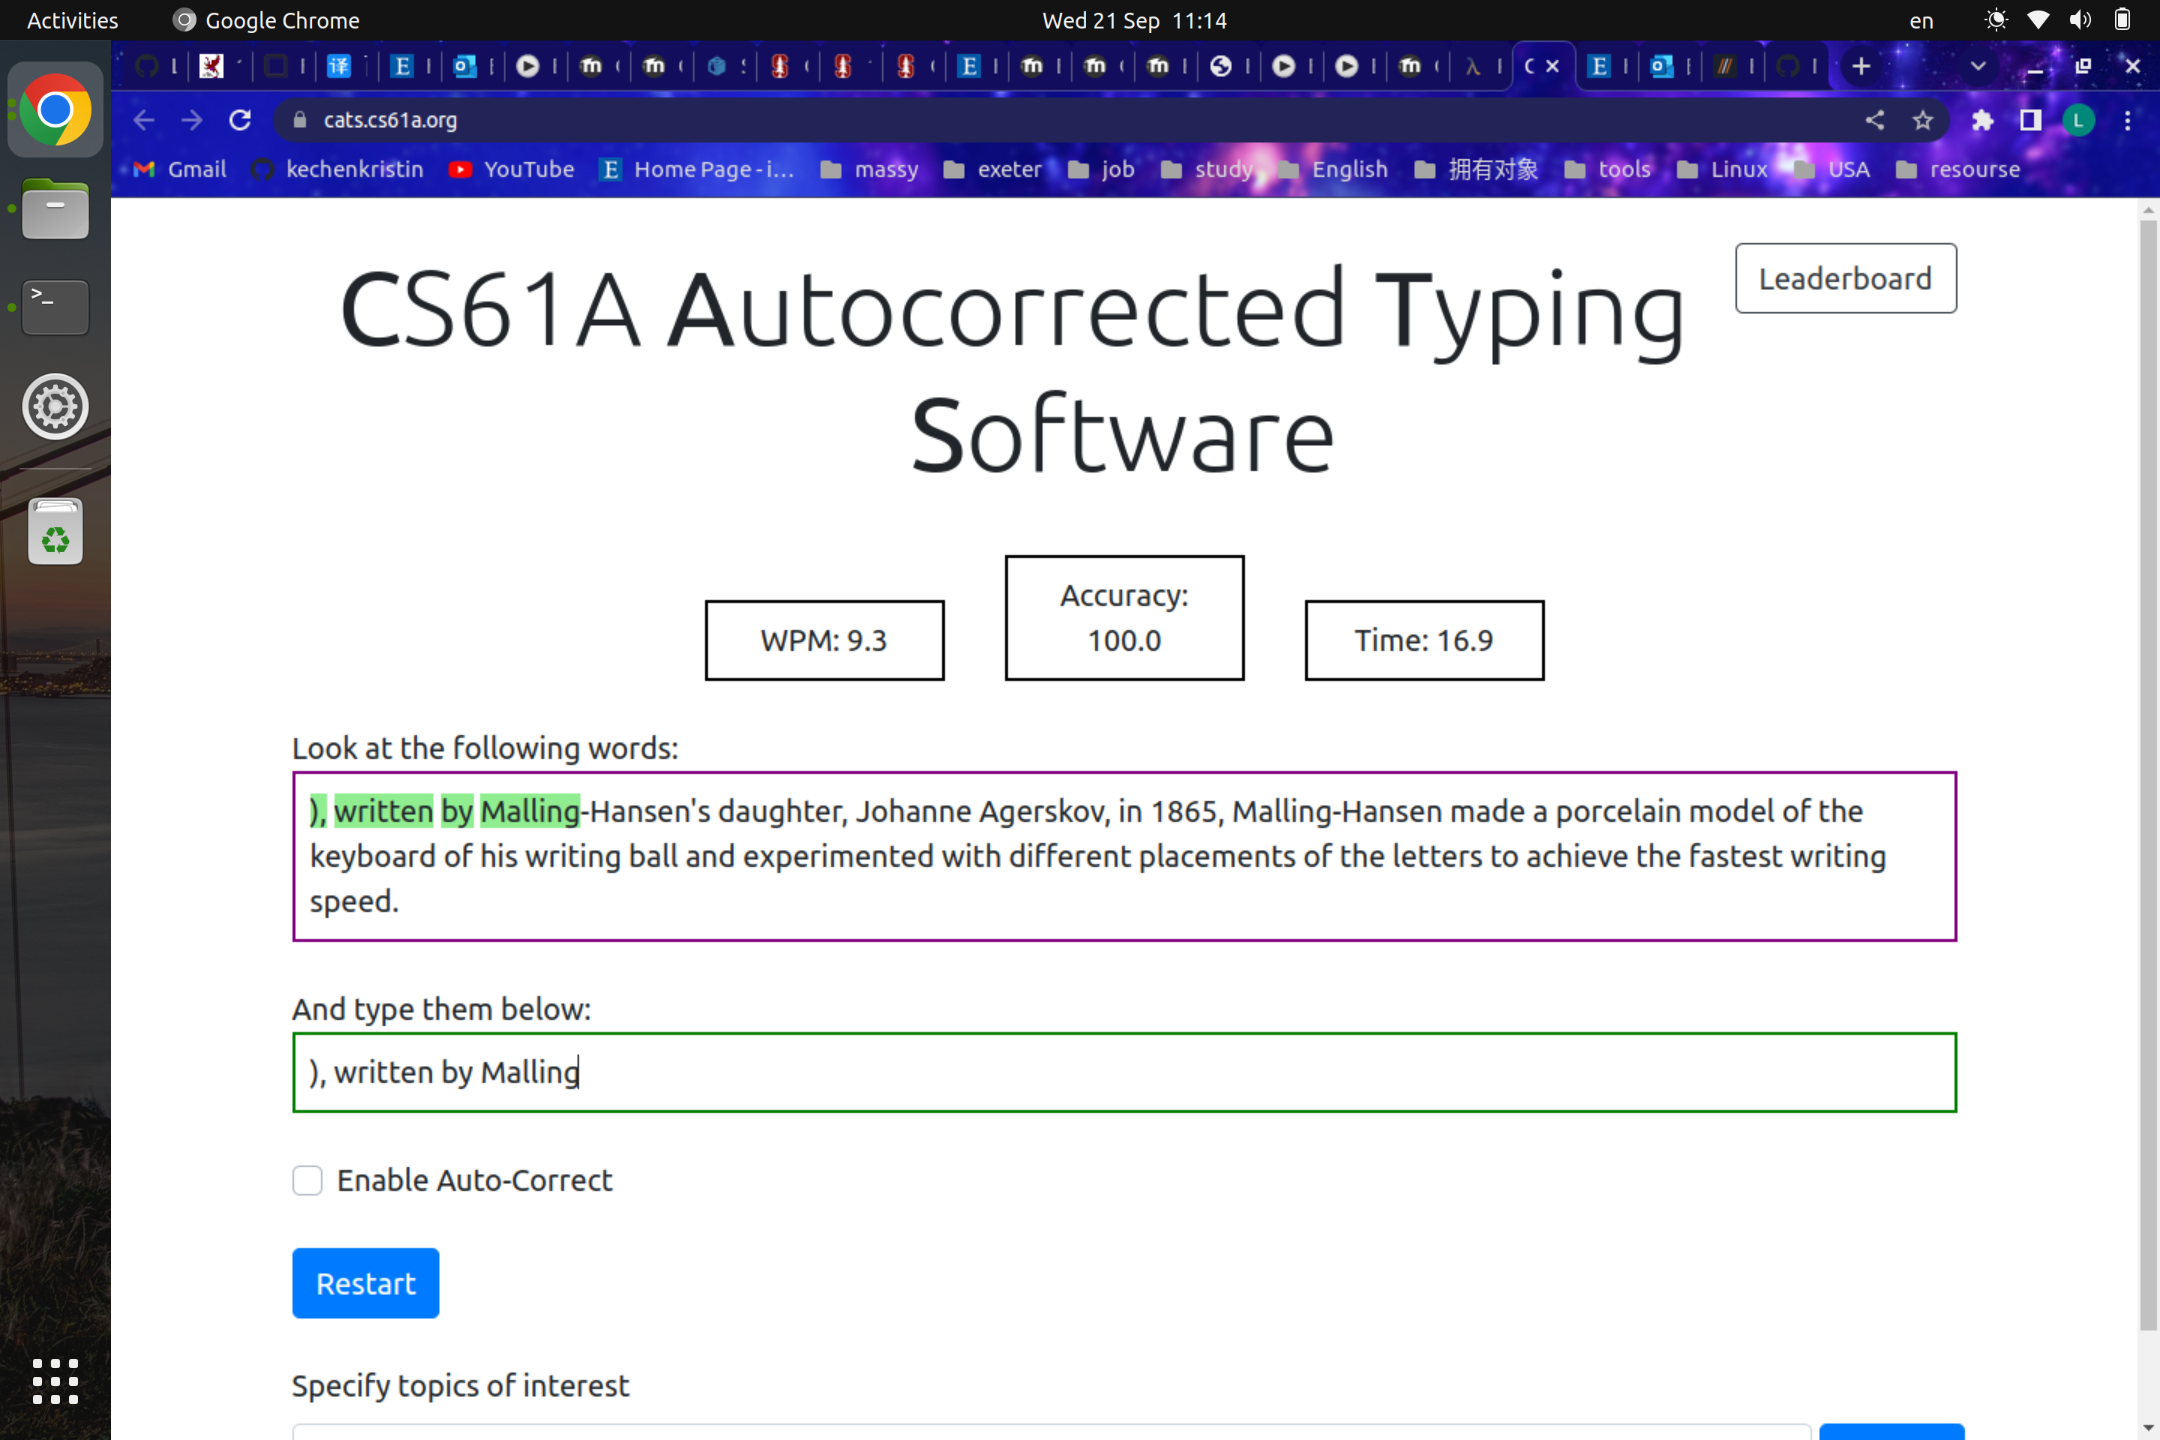 Activities
Google Chrome
Wed 21 Sep 11:14
en
cats.cs61a.org
L
Gmail
kechenkristin
YouTube
Home Page - i...
massy
exeter
job
study
English
拥有对象
tools
Linux
USA
resourse
CS61A Autocorrected Typing
Software
Leaderboard
WPM: 9.3
Accuracy:
100.0
Time: 16.9
Look at the following words:
), written by Malling-Hansen's daughter, Johanne Agerskov, in 1865, Malling-Hansen made a porcelain model of the
keyboard of his writing ball and experimented with different placements of the letters to achieve the fastest writing
speed.
And type them below:
), written by Malling
Enable Auto-Correct
Restart
Specify topics of interest